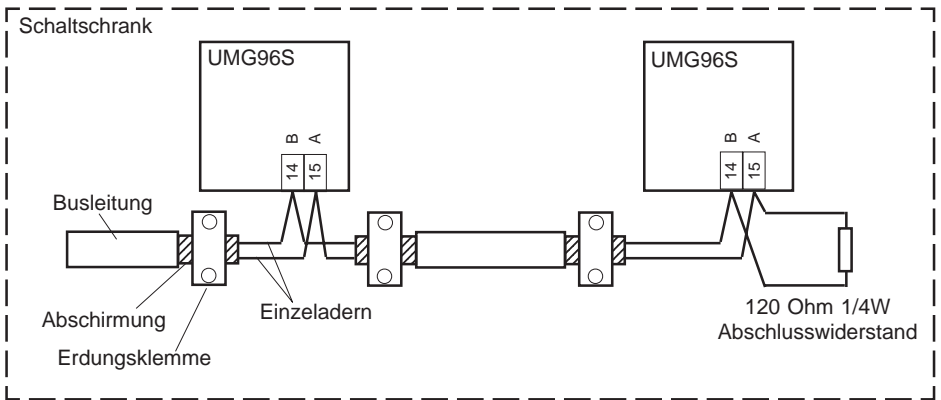 Schaltschrank
UMG96S
UMG96S
B A
14 15
B A
14 15
Busleitung
Abschirmung
Einzeladern
Erdungsklemme
120 Ohm 1/4W
Abschlusswiderstand